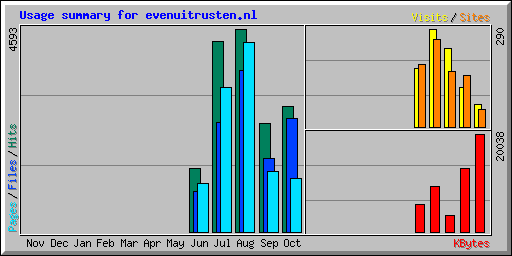 Usage summary for evenuitrusten.nl
Visits/Sites
4593
290
20038
Pages/Files/Hits
Nov Dec Jan Feb Mar Apr May Jun Jul Aug Sep Oct
KBytes